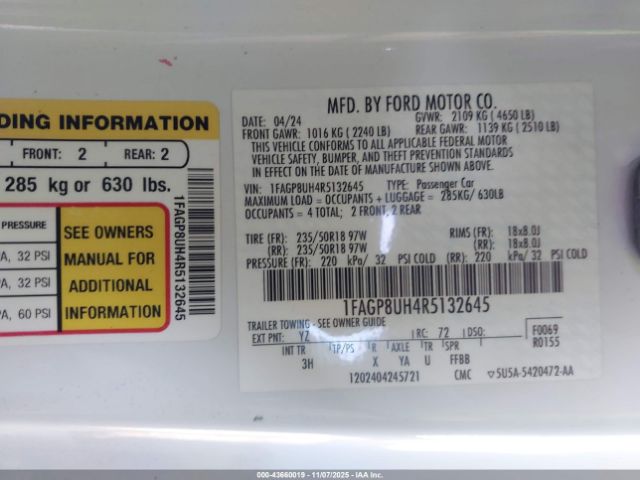 DING INFORMATION
FRONT: 2 REAR: 2
285 kg or 630 lbs.
PRESSURE
A, 32 PSI
A, 32 PSI
PA, 60 PSI
SEE OWNERS
MANUAL FOR
ADDITIONAL
INFORMATION
1FAGP8UH4R5132645
MFD. BY FORD MOTOR CO.
DATE: 04/24 GVWR: 2109 KG ( 4650 LB)
FRONT GAWR: 1016 KG ( 2240 LB) REAR GAWR: 1139 KG ( 2510 LB)
THIS VEHICLE CONFORMS TO ALL APPLICABLE FEDERAL MOTOR
VEHICLE SAFETY, BUMPER, AND THEFT PREVENTION STANDARDS
IN EFFECT ON THE DATE OF MANUFACTURE SHOWN ABOVE.
VIN: 1FAGP8UH4R5132645 TYPE: Passenger Car
MAXIMUM LOAD = OCCUPANTS + LUGGAGE = 285KG/ 630LB
OCCUPANTS = 4 TOTAL; 2 FRONT, 2 REAR
TIRE (FR): 235/50R18 97W RIMS (FR): 18x8.0J
(RR): 235/50R18 97W (RR): 18x8.0J
PRESSURE (FR): 220 kPa/ 32 PSI COLD (RR): 220 kPa/ 32 PSI COLD
1FAGP8UH4R5132645
TRAILER TOWING - SEE OWNER GUIDE
EXT PNT: YZ RC: 72 DSO: F0069
INT TR TP/PS R AXLE TR SPR R0155
3H X YA U FFBB
1202404245721 CMC ▽5U5A-5420472-AA
000-43660019 - 11/07/2025 - IAA Inc.